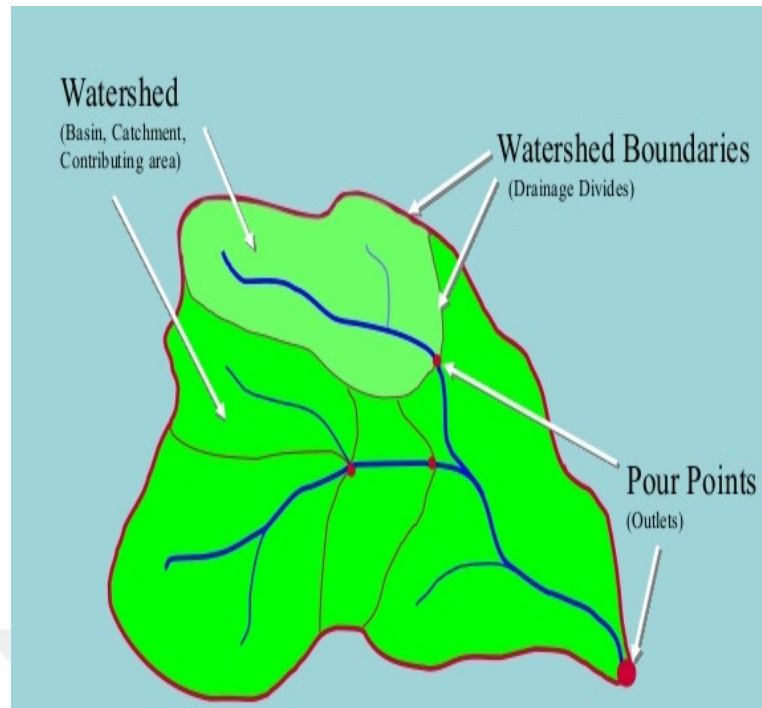 Watershed
(Basin, Catchment,
Contributing area)
Watershed Boundaries
(Drainage Divides)
Pour Points
(Outlets)